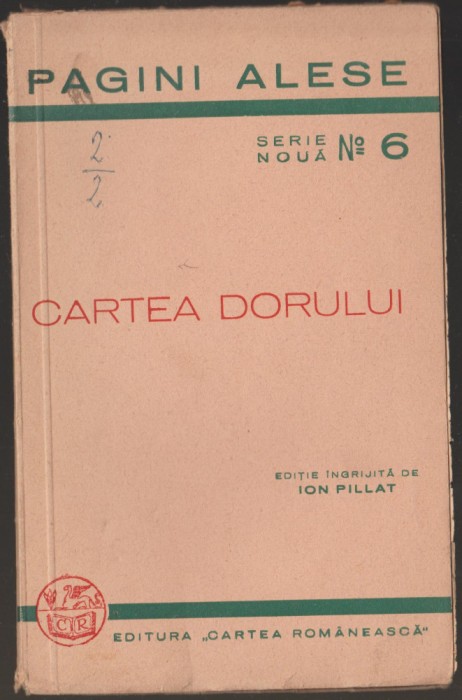 PAGINI ALESE
SERIE
NOUĂ
Nº 6
2
2
CARTEA DORULUI
EDIȚIE ÎNGRIJITĂ DE
ION PILLAT
CR
EDITURA „CARTEA ROMÂNEASCĂ"